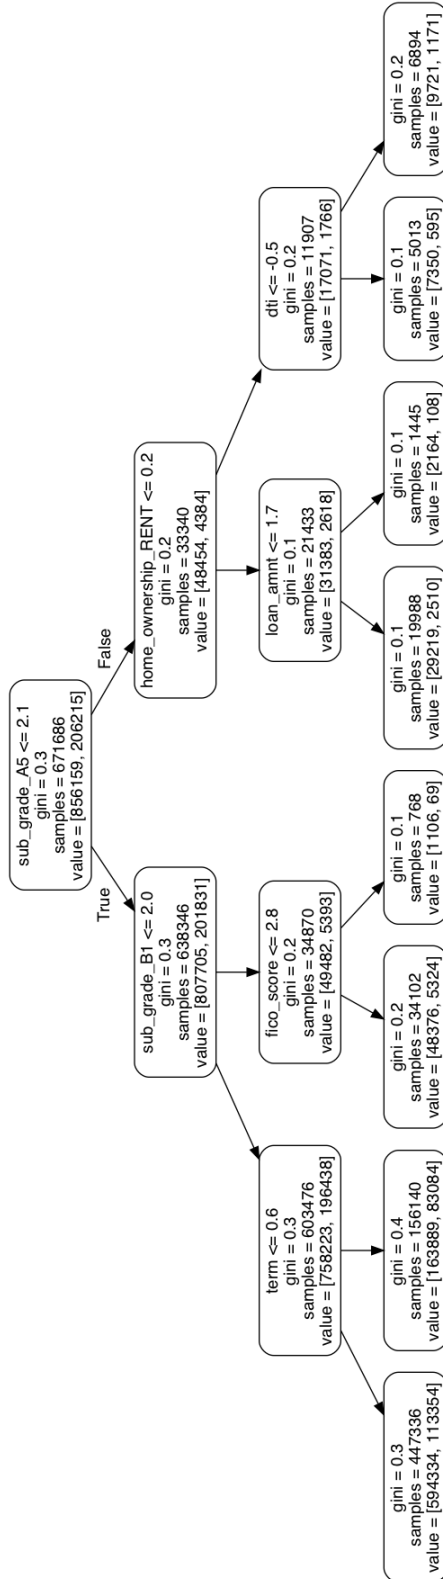 sub_grade_A5 <= 2.1
gini = 0.3
samples = 671686
value = [856159, 206215]
True
False
sub_grade_B1 <= 2.0
gini = 0.3
samples = 638346
value = [807705, 201831]
home_ownership_RENT <= 0.2
gini = 0.2
samples = 33340
value = [48454, 4384]
term <= 0.6
gini = 0.3
samples = 603476
value = [758223, 196438]
fico_score <= 2.8
gini = 0.2
samples = 34870
value = [49482, 5393]
loan_amnt <= 1.7
gini = 0.1
samples = 21433
value = [31383, 2618]
dti <= -0.5
gini = 0.2
samples = 11907
value = [17071, 1766]
gini = 0.3
samples = 447336
value = [594334, 113354]
gini = 0.4
samples = 156140
value = [163889, 83084]
gini = 0.2
samples = 34102
value = [48376, 5324]
gini = 0.1
samples = 768
value = [1106, 69]
gini = 0.1
samples = 19988
value = [29219, 2510]
gini = 0.1
samples = 1445
value = [2164, 108]
gini = 0.1
samples = 5013
value = [7350, 595]
gini = 0.2
samples = 6894
value = [9721, 1171]